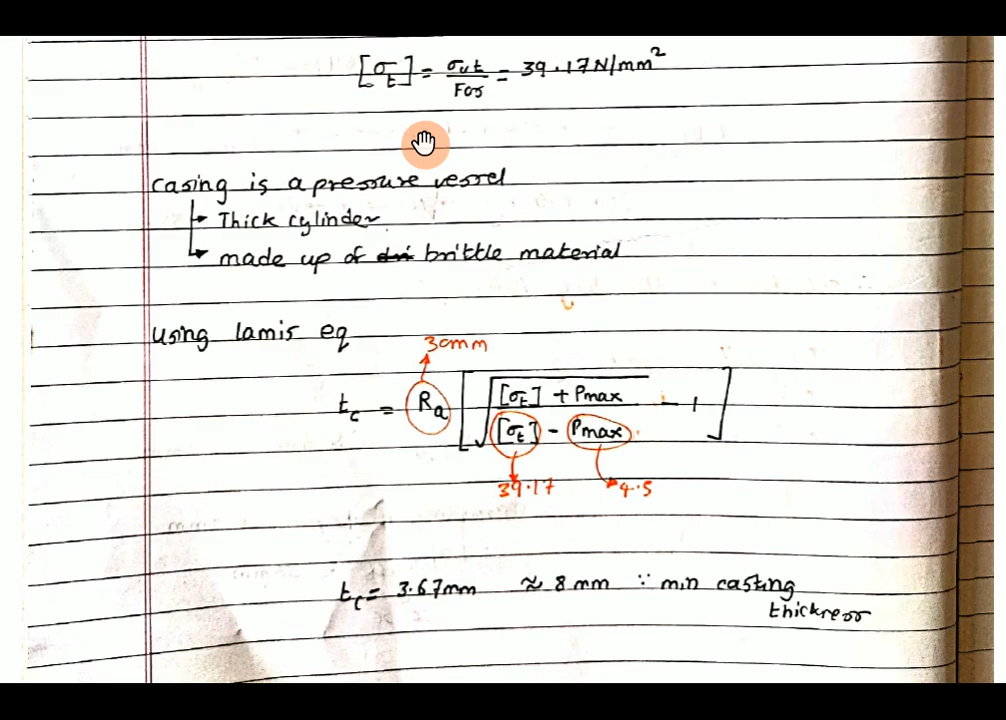 [σt] = σut / Fos = 39.17 N/mm²
casing is a pressure vessel
Thick cylinder
made up of brittle material
using lamis eq
30mm
tc = Ra [ √([σt] + Pmax / [σt] - Pmax) - 1 ]
39.17 4.5
tc = 3.67mm ≈ 8 mm ∵ min casting
thickness